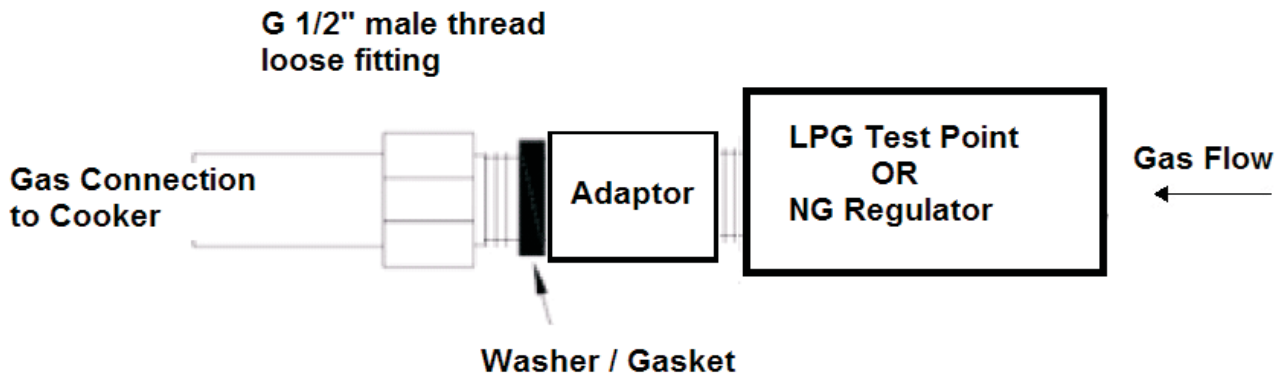 G 1/2" male thread
loose fitting
Gas Connection
to Cooker
Adaptor
LPG Test Point
OR
NG Regulator
Gas Flow
Washer / Gasket